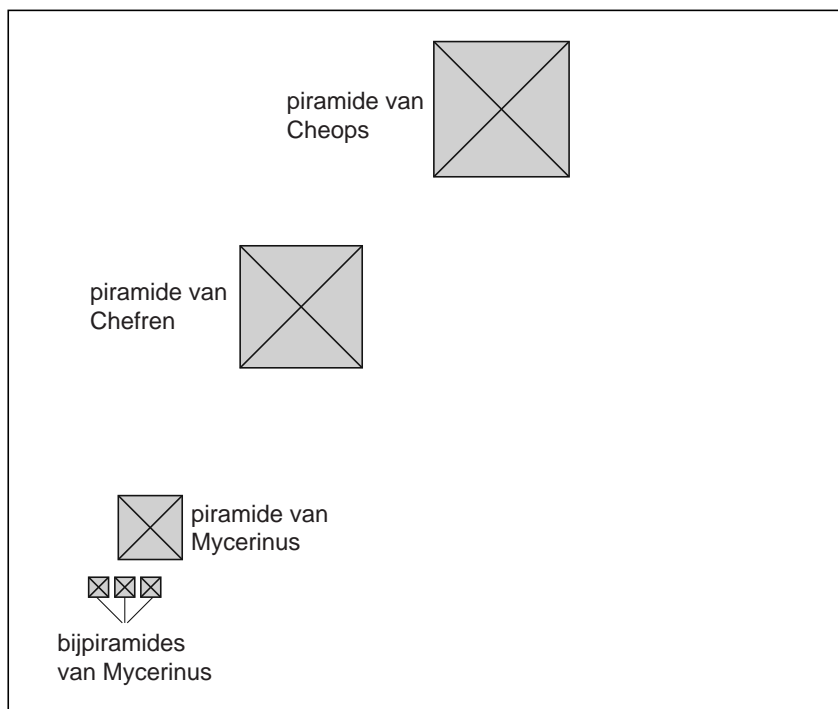 piramide van
Cheops
piramide van
Chefren
piramide van
Mycerinus
bijpiramides
van Mycerinus